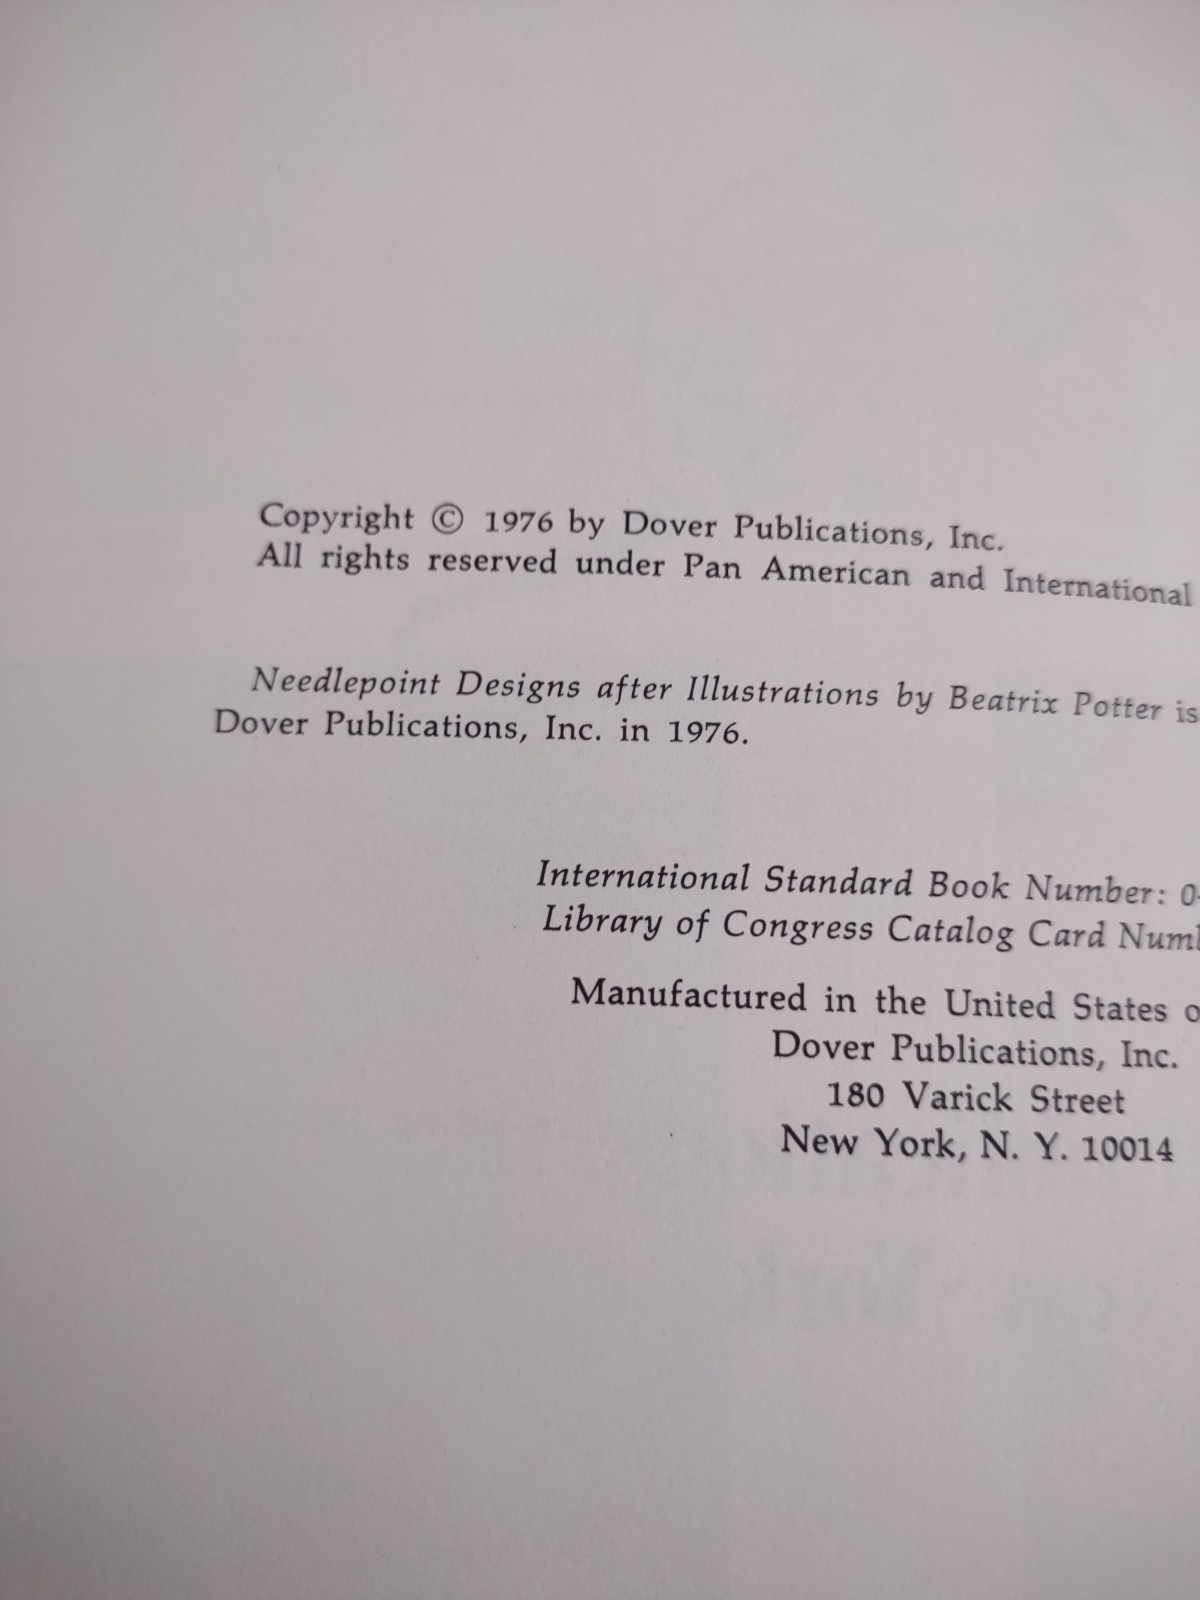 Copyright © 1976 by Dover Publications, Inc.
All rights reserved under Pan American and International
Needlepoint Designs after Illustrations by Beatrix Potter is
Dover Publications, Inc. in 1976.
International Standard Book Number: 0-
Library of Congress Catalog Card
Manufactured in the United States
Dover Publications, Inc.
180 Varick Street
New York, N. Y. 10014